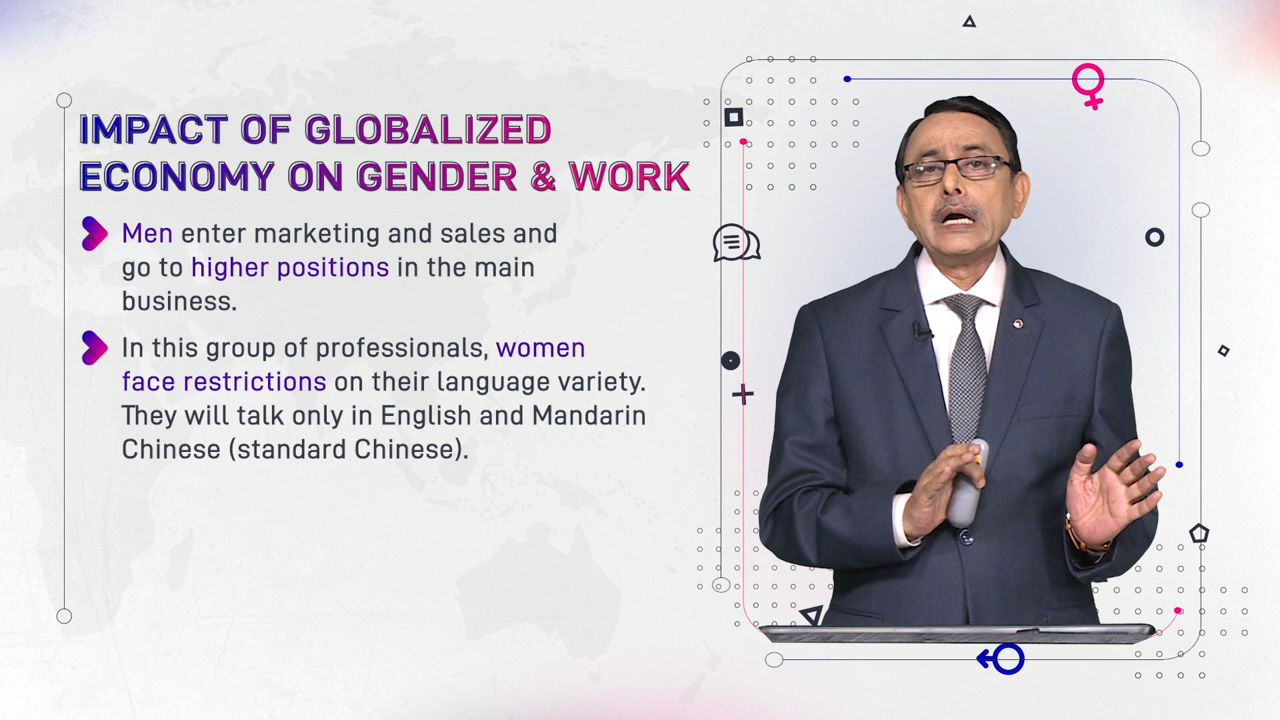 IMPACT OF GLOBALIZED
ECONOMY ON GENDER & WORK
Men enter marketing and sales and
go to higher positions in the main
business.
In this group of professionals, women
face restrictions on their language variety.
They will talk only in English and Mandarin
Chinese (standard Chinese).